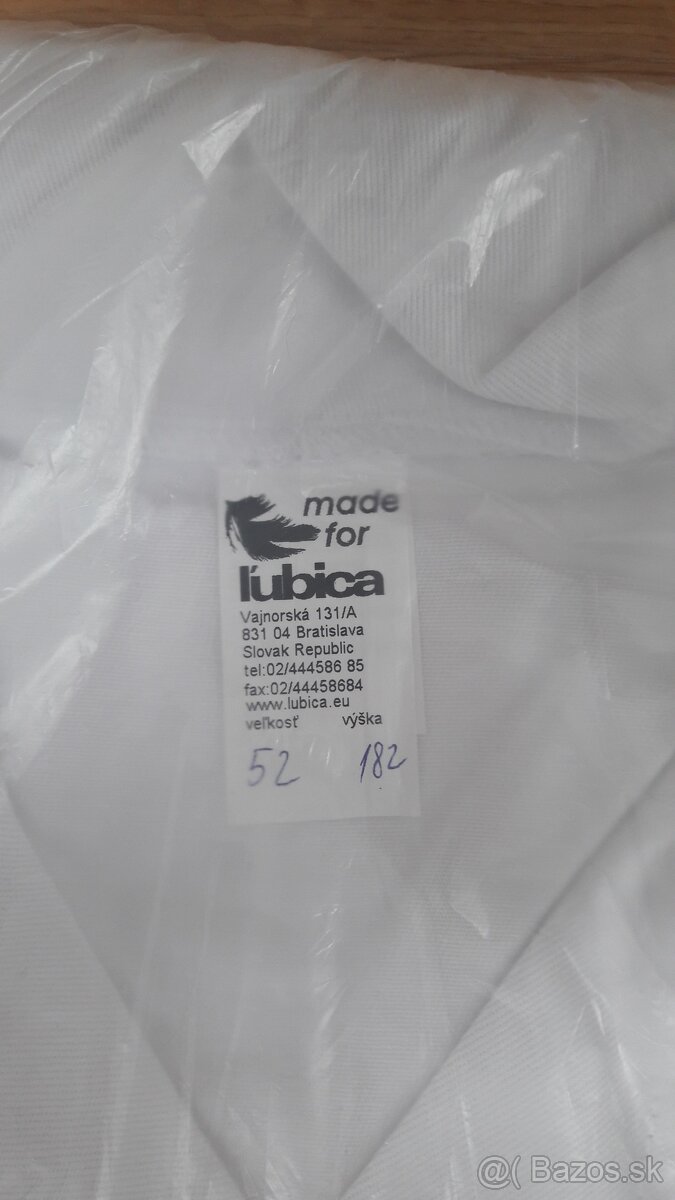 made
for
ľubica
Vajnorská 131/A
831 04 Bratislava
Slovak Republic
tel:02/444586 85
fax:02/44458684
www.lubica.eu
veľkosť výška
52 182
@( Bazos.sk